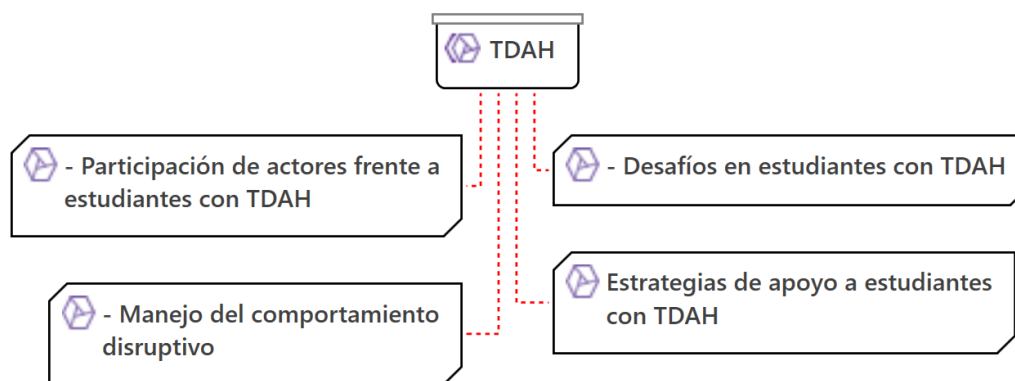 TDAH
- Participación de actores frente a
estudiantes con TDAH
- Desafíos en estudiantes con TDAH
- Manejo del comportamiento
disruptivo
Estrategias de apoyo a estudiantes
con TDAH